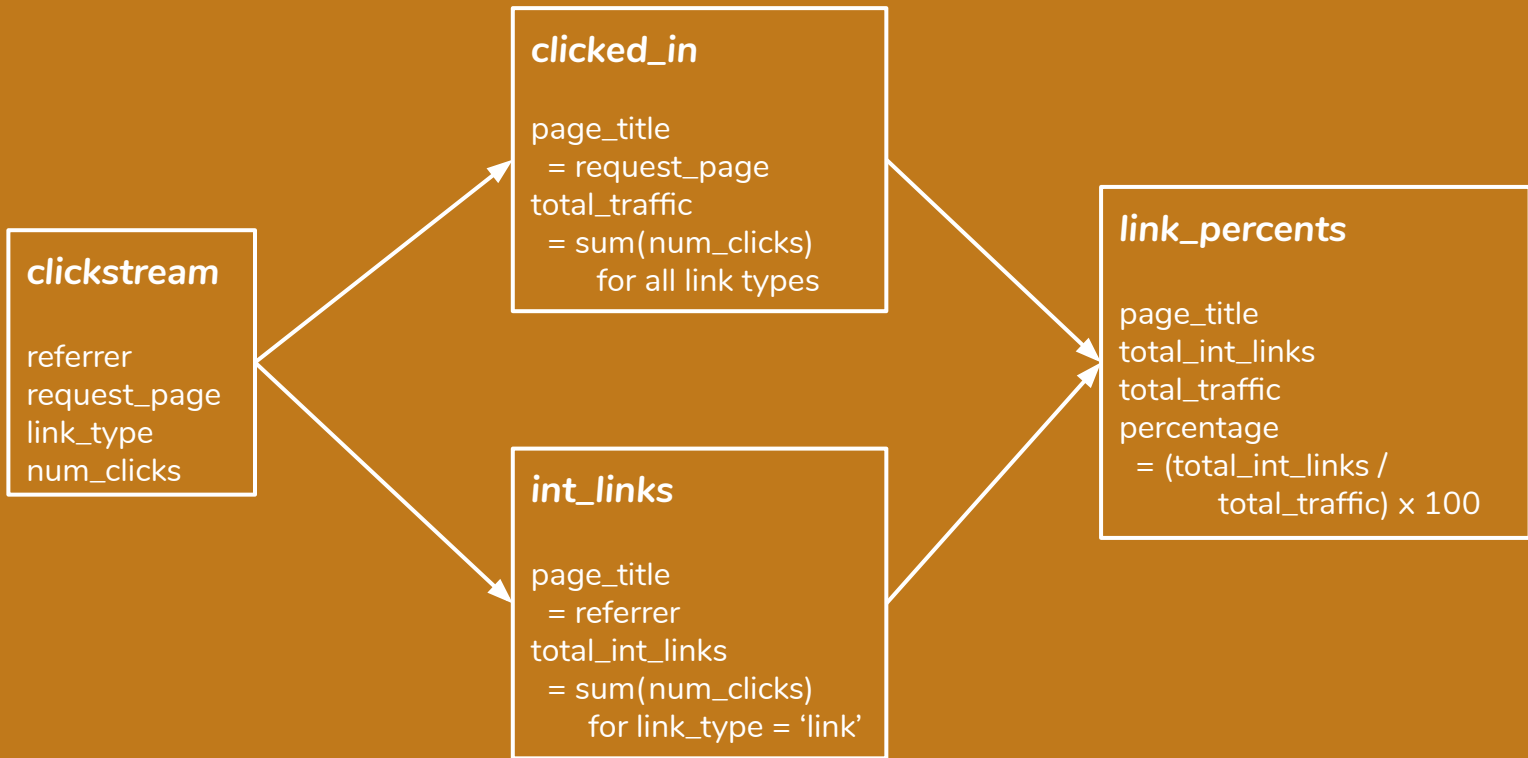 clickstream
referrer
request_page
link_type
num_clicks
clicked_in
page_title
= request_page
total_traffic
= sum(num_clicks)
for all link types
int_links
page_title
= referrer
total_int_links
= sum(num_clicks)
for link_type = ‘link’
link_percents
page_title
total_int_links
total_traffic
percentage
= (total_int_links /
total_traffic) x 100